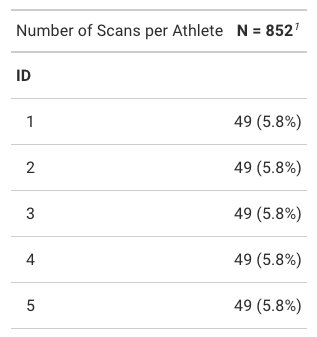 Number of Scans per Athlete N = 852¹
ID
1 49 (5.8%)
2 49 (5.8%)
3 49 (5.8%)
4 49 (5.8%)
5 49 (5.8%)